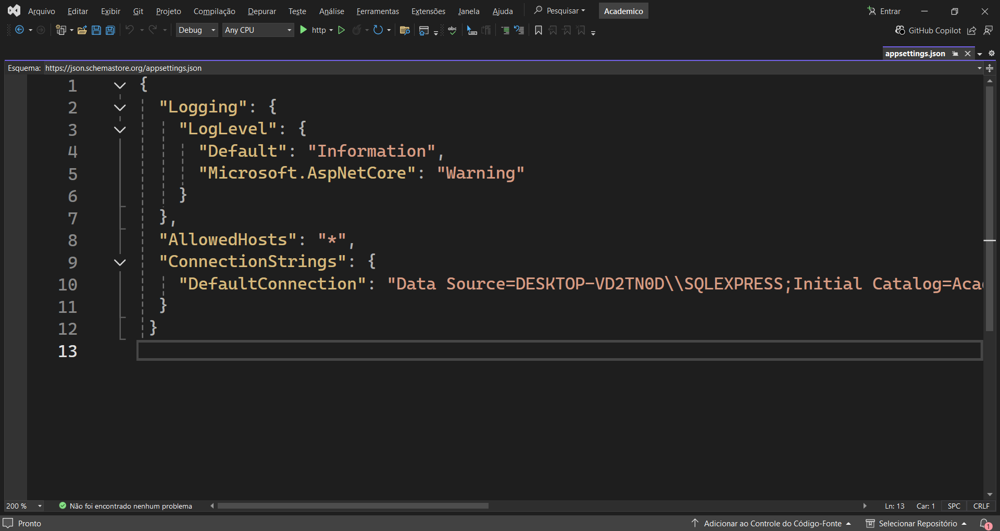 Arquivo Editar Exibir Git Projeto Compilação Depurar Teste Análise Ferramentas Extensões Janela Ajuda Pesquisar Academico Entrar
Debug Any CPU http abc GitHub Copilot
appsettings.json
Esquema: https://json.schemastore.org/appsettings.json
1 {
2 "Logging": {
3 "LogLevel": {
4 "Default": "Information",
5 "Microsoft.AspNetCore": "Warning"
6 }
7 },
8 "AllowedHosts": "*",
9 "ConnectionStrings": {
10 "DefaultConnection": "Data Source=DESKTOP-VD2TN0D\\SQLEXPRESS;Initial Catalog=Aca
11 }
12 }
13
200 % Não foi encontrado nenhum problema Ln: 13 Car: 1 SPC CRLF
Pronto Adicionar ao Controle do Código-Fonte Selecionar Repositório 1